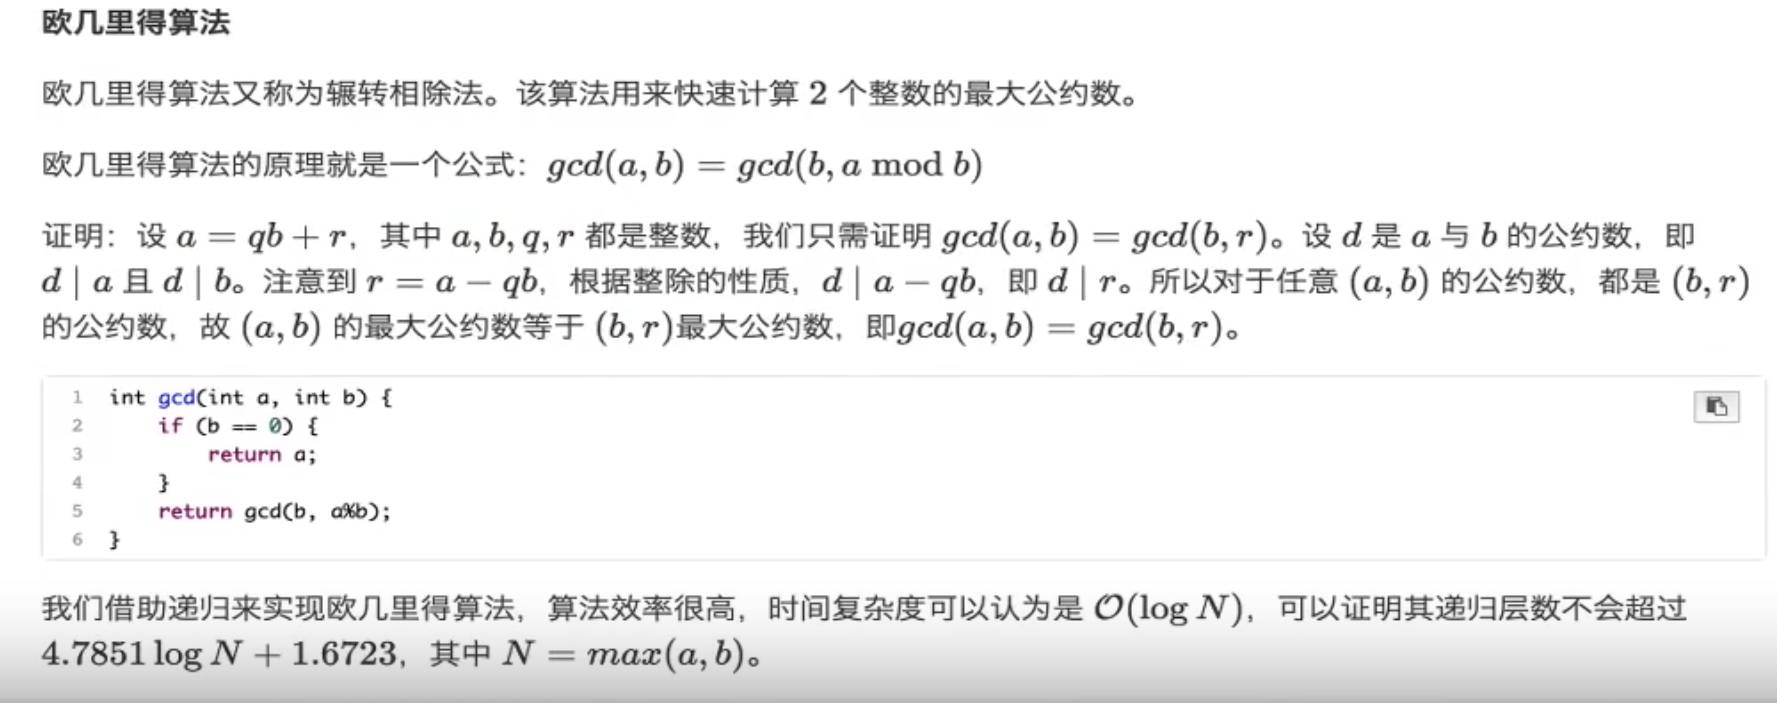 欧几里得算法
欧几里得算法又称为辗转相除法。该算法用来快速计算 2 个整数的最大公约数。
欧几里得算法的原理就是一个公式：gcd(a, b) = gcd(b, a mod b)
证明：设 a = qb + r，其中 a, b, q, r 都是整数，我们只需证明 gcd(a, b) = gcd(b, r)。设 d 是 a 与 b 的公约数，即
d | a 且 d | b。注意到 r = a − qb，根据整除的性质，d | a − qb，即 d | r。所以对于任意 (a, b) 的公约数，都是 (b, r)
的公约数，故 (a, b) 的最大公约数等于 (b, r)最大公约数，即gcd(a, b) = gcd(b, r)。
1 int gcd(int a, int b) {
2     if (b == 0) {
3         return a;
4     }
5     return gcd(b, a%b);
6 }
我们借助递归来实现欧几里得算法，算法效率很高，时间复杂度可以认为是 O(log N)，可以证明其递归层数不会超过
4.7851 log N + 1.6723，其中 N = max(a, b)。